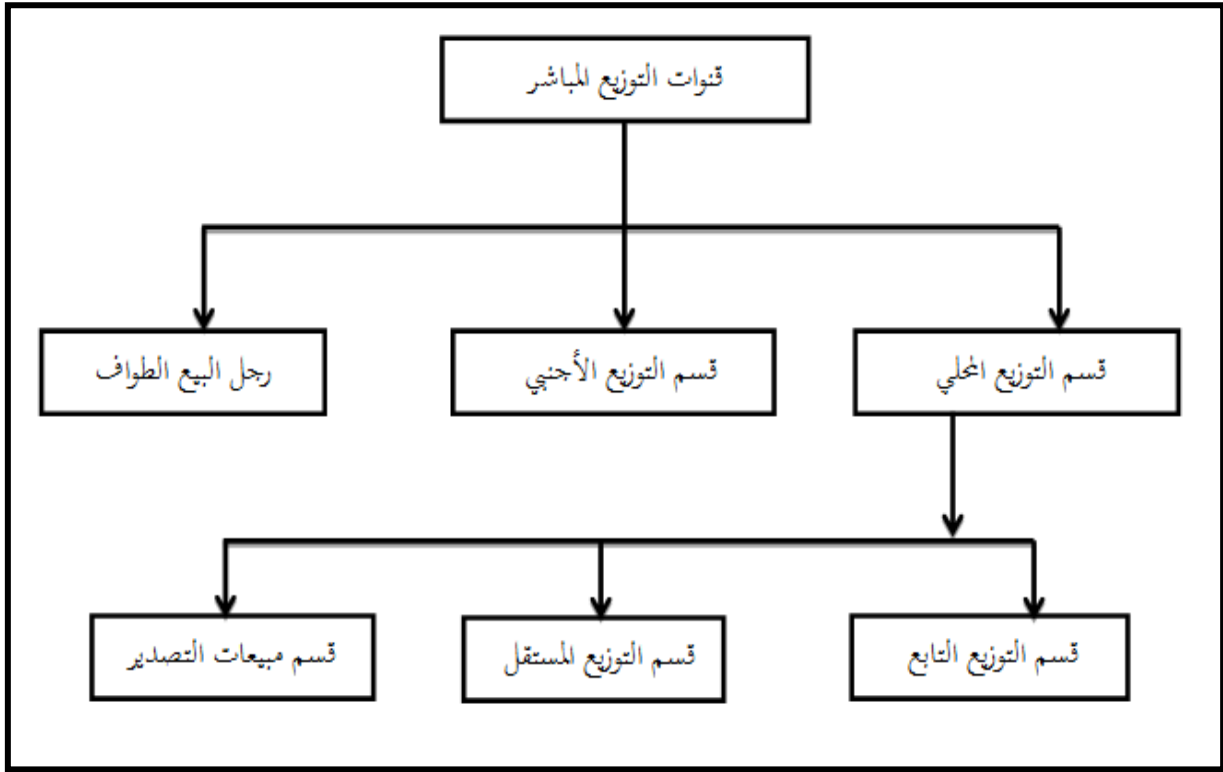 قنوات التوزيع المباشر
قسم التوزيع المحلي
قسم التوزيع الأجنبي
رجل البيع الطواف
قسم التوزيع التابع
قسم التوزيع المستقل
قسم مبيعات التصدير